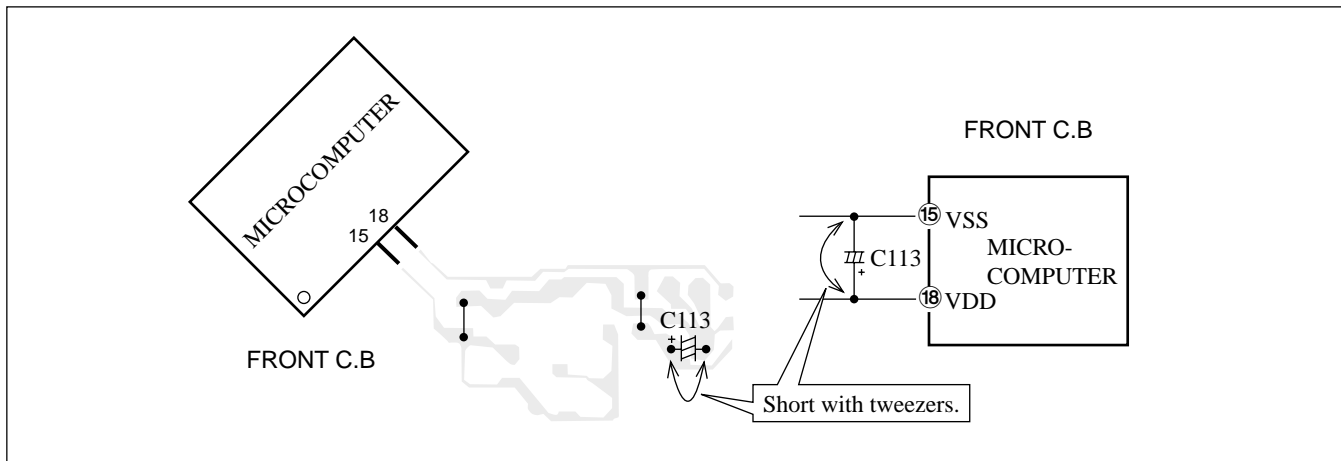 MICROCOMPUTER
18
15
FRONT C.B
C113
+
Short with tweezers.
FRONT C.B
15 VSS
C113
+
MICRO-
COMPUTER
18 VDD